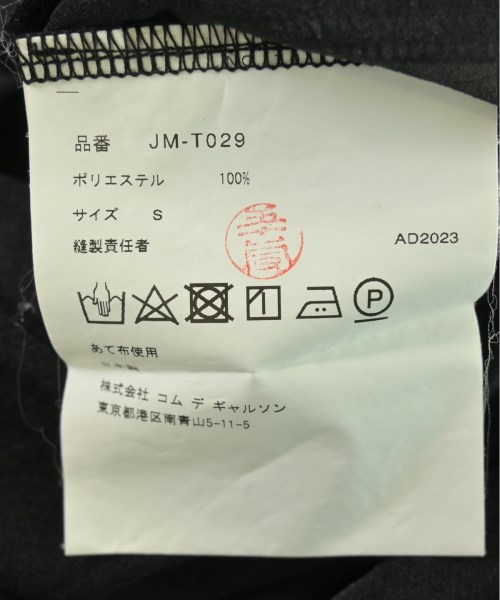 品番 JM-T029
ポリエステル 100%
サイズ S
縫製責任者
AD2023
P
あて布使用
株式会社 コム デ ギャルソン
東京都港区南青山5-11-5